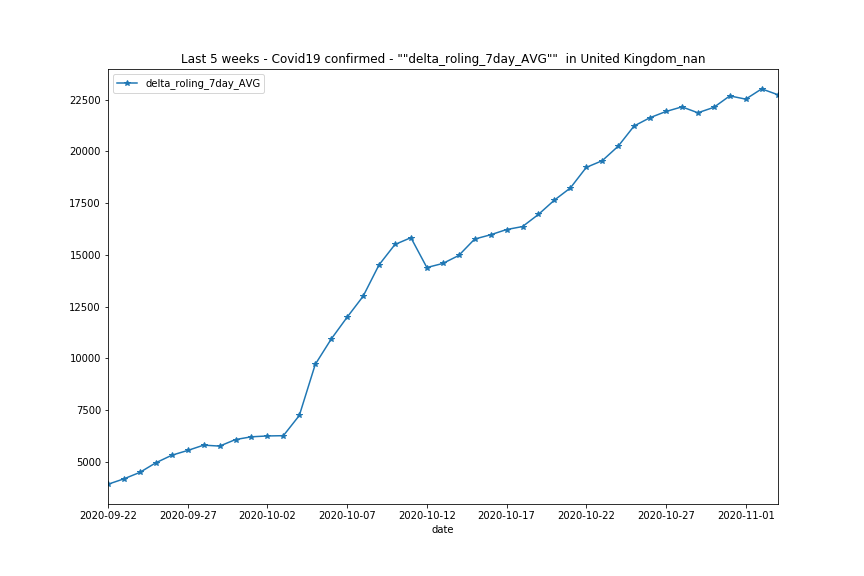 Last 5 weeks - Covid19 confirmed - ""delta_roling_7day_AVG""  in United Kingdom_nan
delta_roling_7day_AVG
22500
20000
17500
15000
12500
10000
7500
5000
2020-09-22 2020-09-27 2020-10-02 2020-10-07 2020-10-12 2020-10-17 2020-10-22 2020-10-27 2020-11-01
date